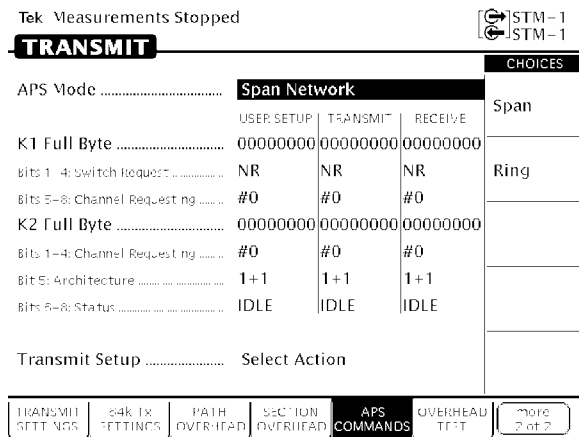 Tek Measurements Stopped
STM-1
STM-1
TRANSMIT
CHOICES
APS Mode ................................ Span Network
Span
USER SETUP TRANSMIT RECEIVE
K1 Full Byte ............................ 00000000 00000000 00000000
Bits 1-4: Switch Request ............... NR NR NR
Ring
Bits 5-8: Channel Requesting ....... #0 #0 #0
K2 Full Byte ............................ 00000000 00000000 00000000
Bits 1-4: Channel Requesting ....... #0 #0 #0
Bit 5: Architecture ........................ 1+1 1+1 1+1
Bits 6-8: Status .............................. IDLE IDLE IDLE
Transmit Setup ..................... Select Action
TRANSMIT SETTINGS
64k Tx SETTINGS
PATH OVERHEAD
SECTION OVERHEAD
APS COMMANDS
OVERHEAD TEST
more 2 of 2